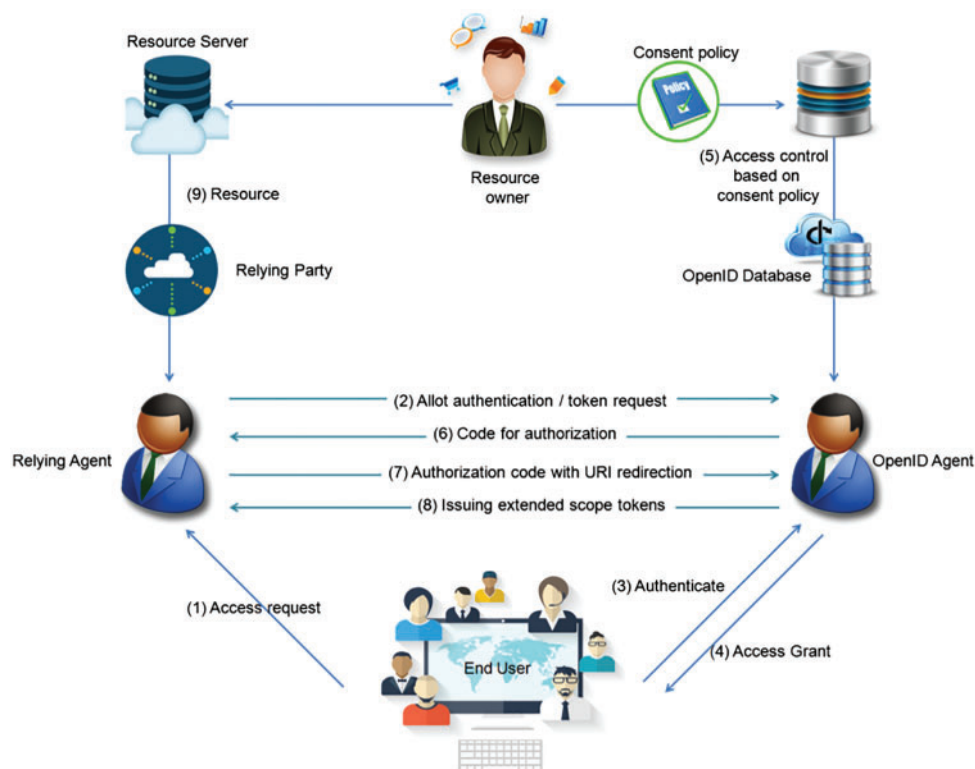 Resource Server
Consent policy
Policy
(5) Access control
based on
consent policy
Resource
owner
(9) Resource
Relying Party
OpenID Database
(2) Allot authentication / token request
(6) Code for authorization
Relying Agent
OpenID Agent
(7) Authorization code with URI redirection
(8) Issuing extended scope tokens
(3) Authenticate
(1) Access request
(4) Access Grant
End User